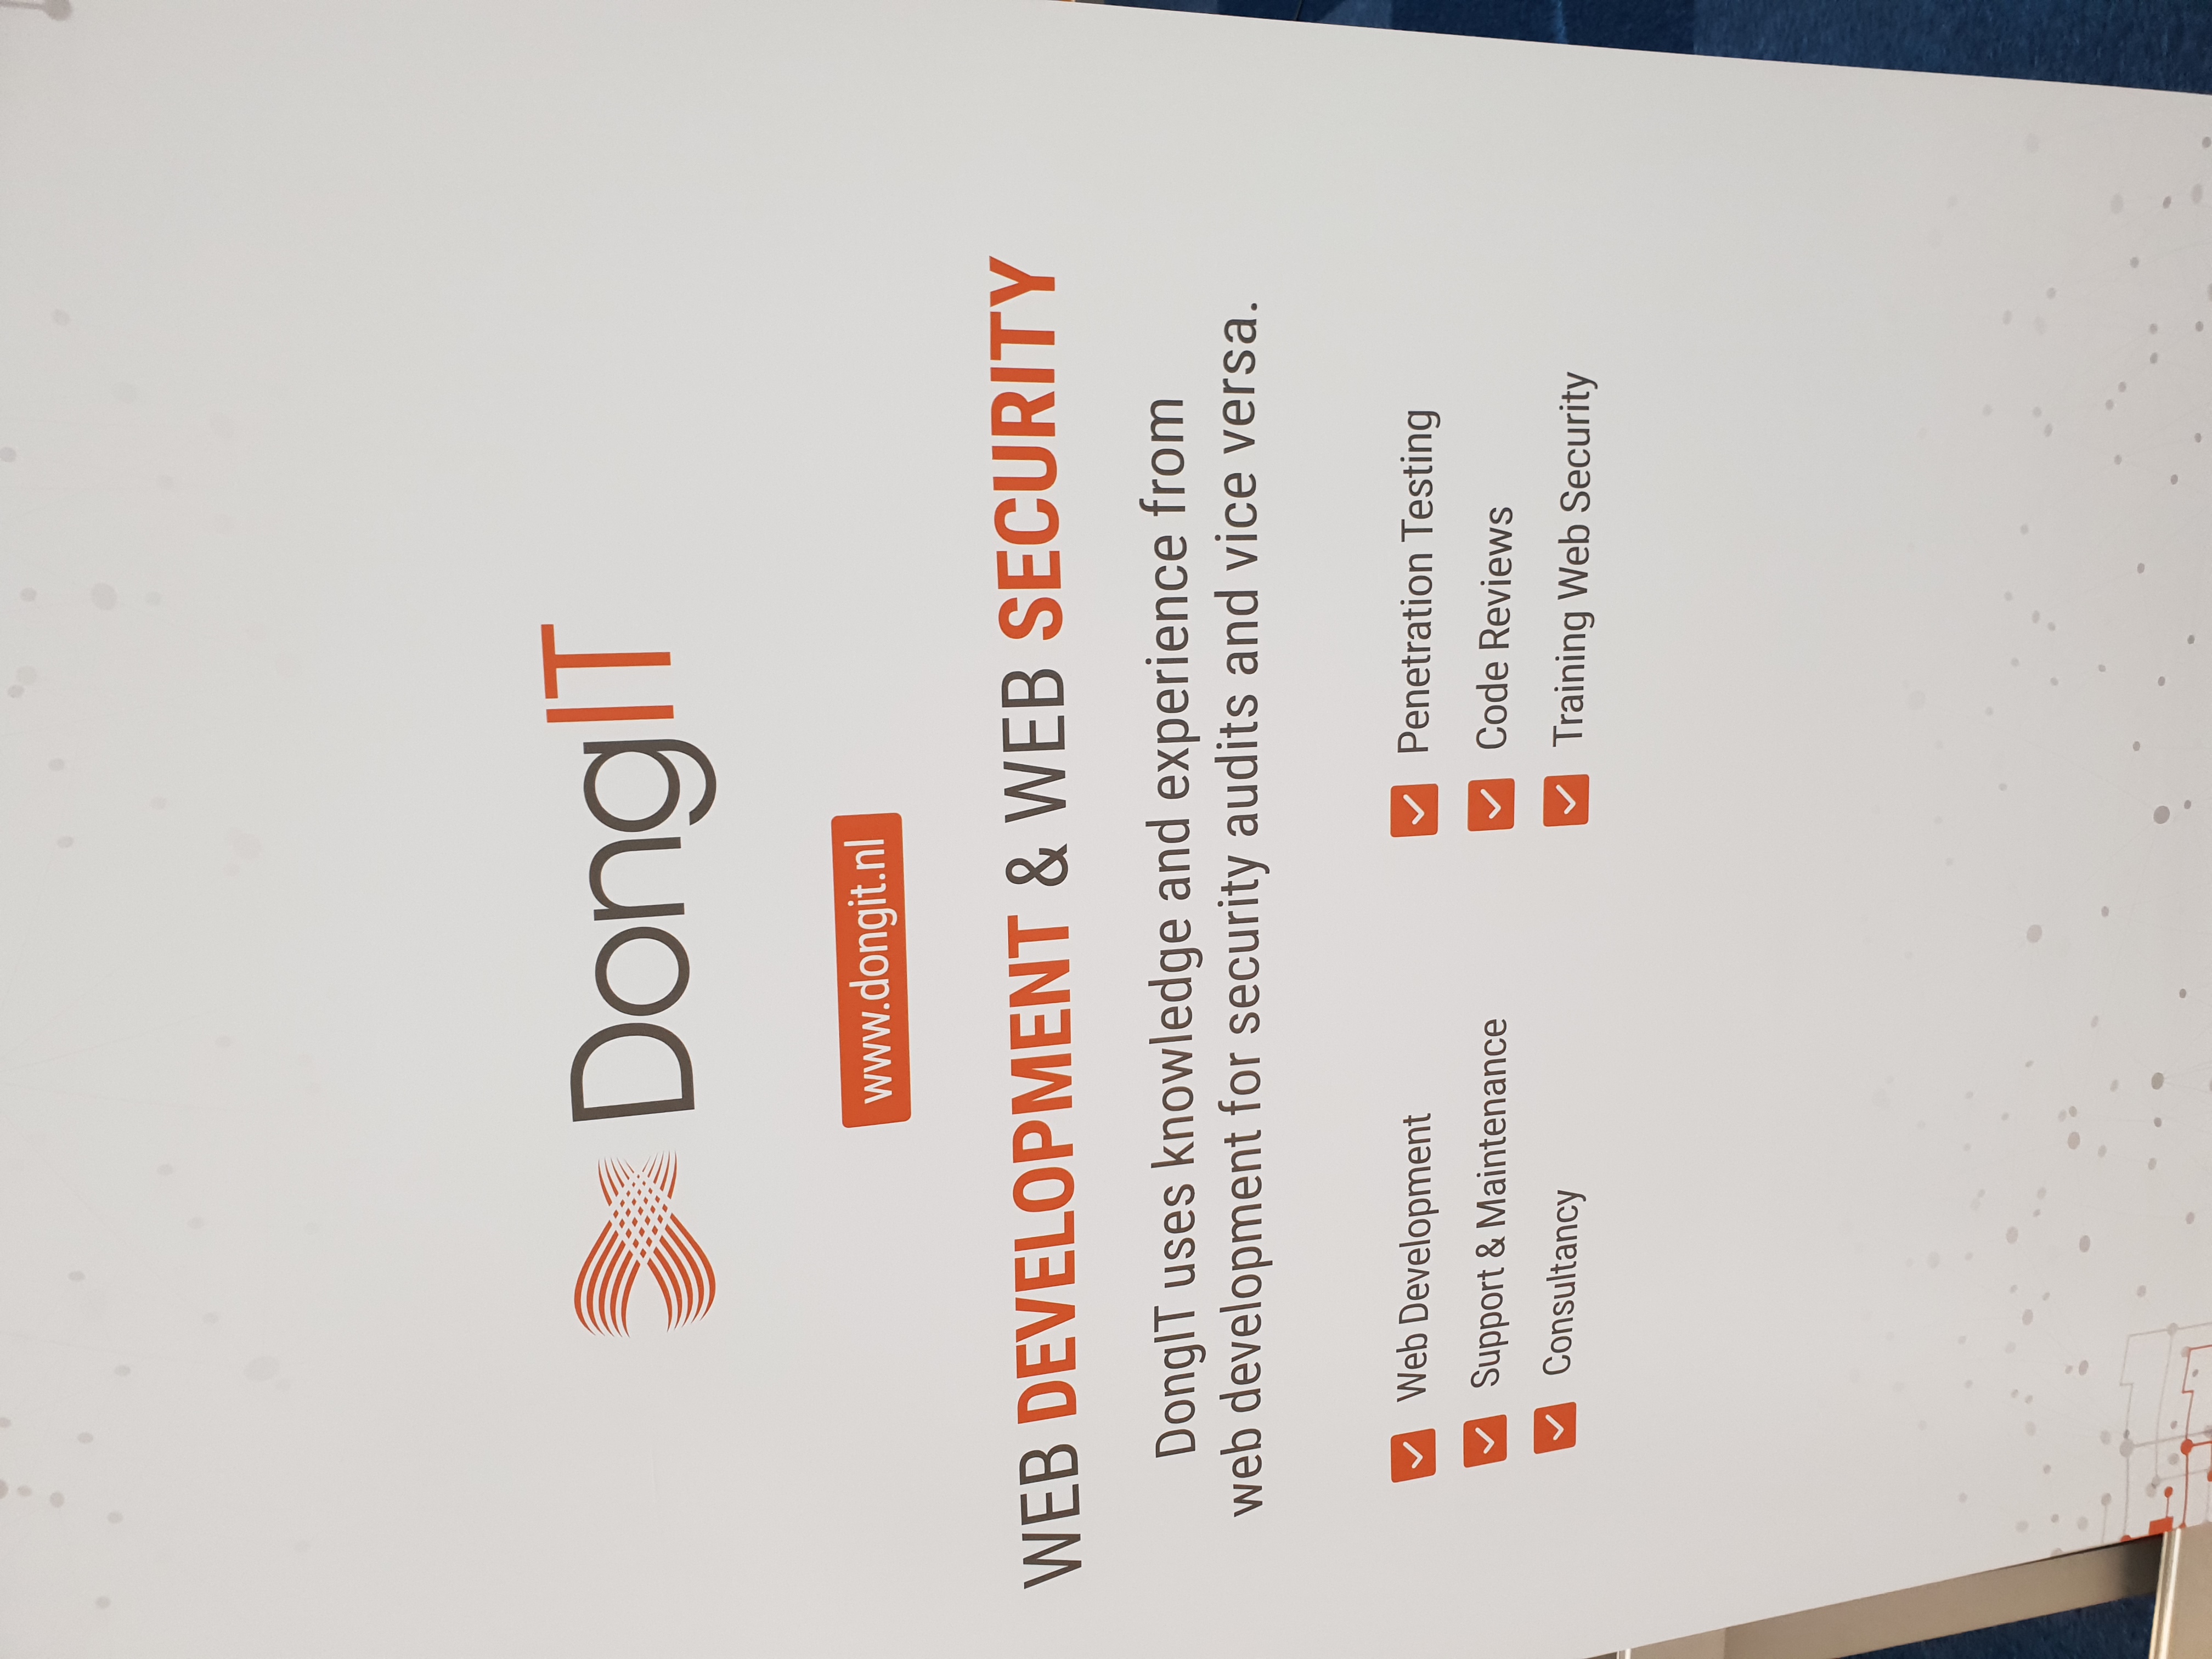 DongIT
www.dongit.nl
WEB DEVELOPMENT & WEB SECURITY
DongIT uses knowledge and experience from
web development for security audits and vice versa.
Web Development
Support & Maintenance
Consultancy
Penetration Testing
Code Reviews
Training Web Security